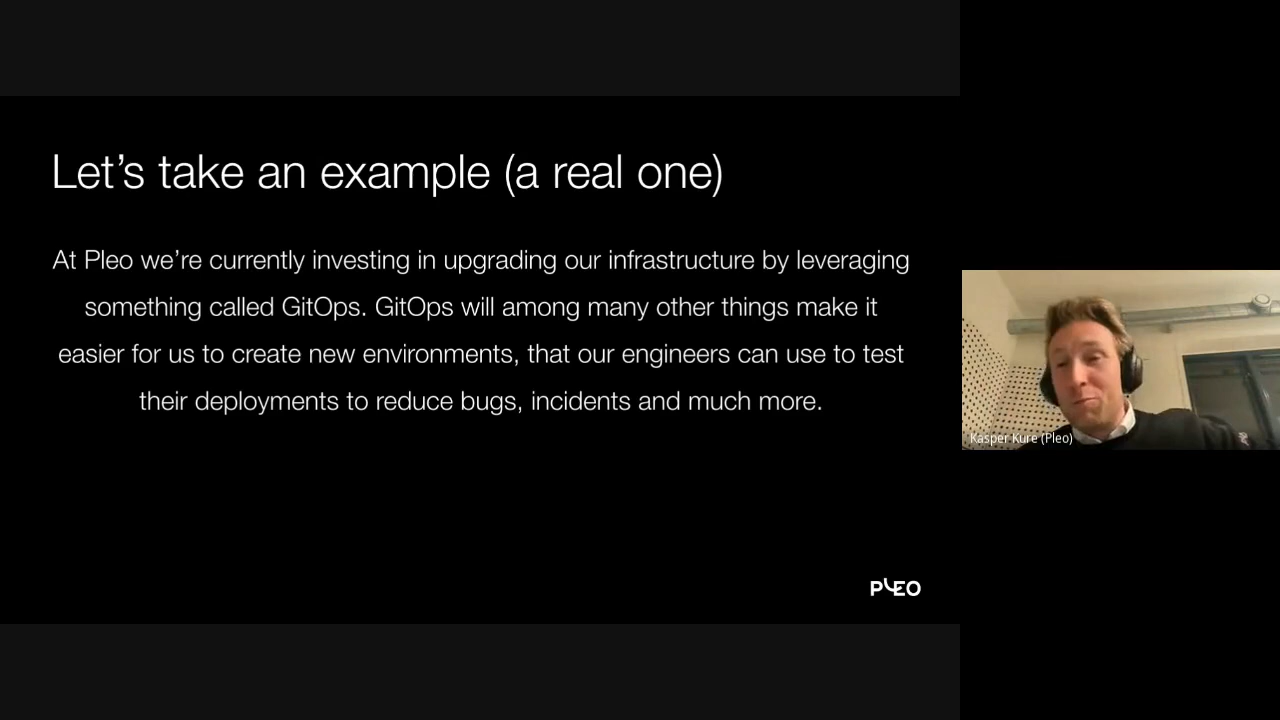 Let’s take an example (a real one)
At Pleo we’re currently investing in upgrading our infrastructure by leveraging
something called GitOps. GitOps will among many other things make it
easier for us to create new environments, that our engineers can use to test
their deployments to reduce bugs, incidents and much more.
Kasper Kure (Pleo)
PLEO